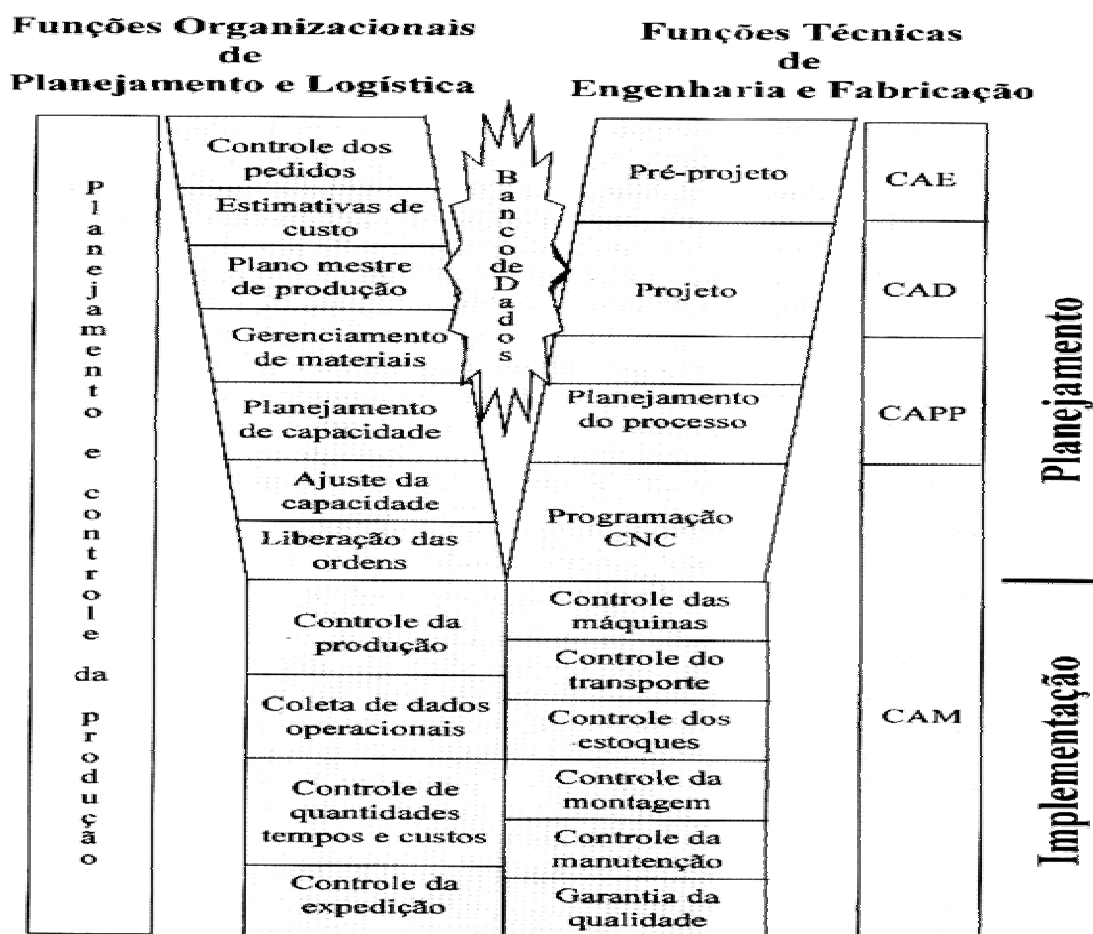 Funções Organizacionais
de
Planejamento e Logística
Funções Técnicas
de
Engenharia e Fabricação
Planejamento e controle da produção
Controle dos
pedidos
Estimativas de
custo
Plano mestre
de produção
Gerenciamento
de materiais
Planejamento
de capacidade
Ajuste da
capacidade
Liberação das
ordens
Controle da
produção
Coleta de dados
operacionais
Controle de
quantidades
tempos e custos
Controle da
expedição
Banco de Dados
Pré-projeto
Projeto
Planejamento
do processo
Programação
CNC
Controle das
máquinas
Controle do
transporte
Controle dos
estoques
Controle da
montagem
Controle da
manutenção
Garantia da
qualidade
CAE
CAD
CAPP
CAM
Planejamento
Implementação